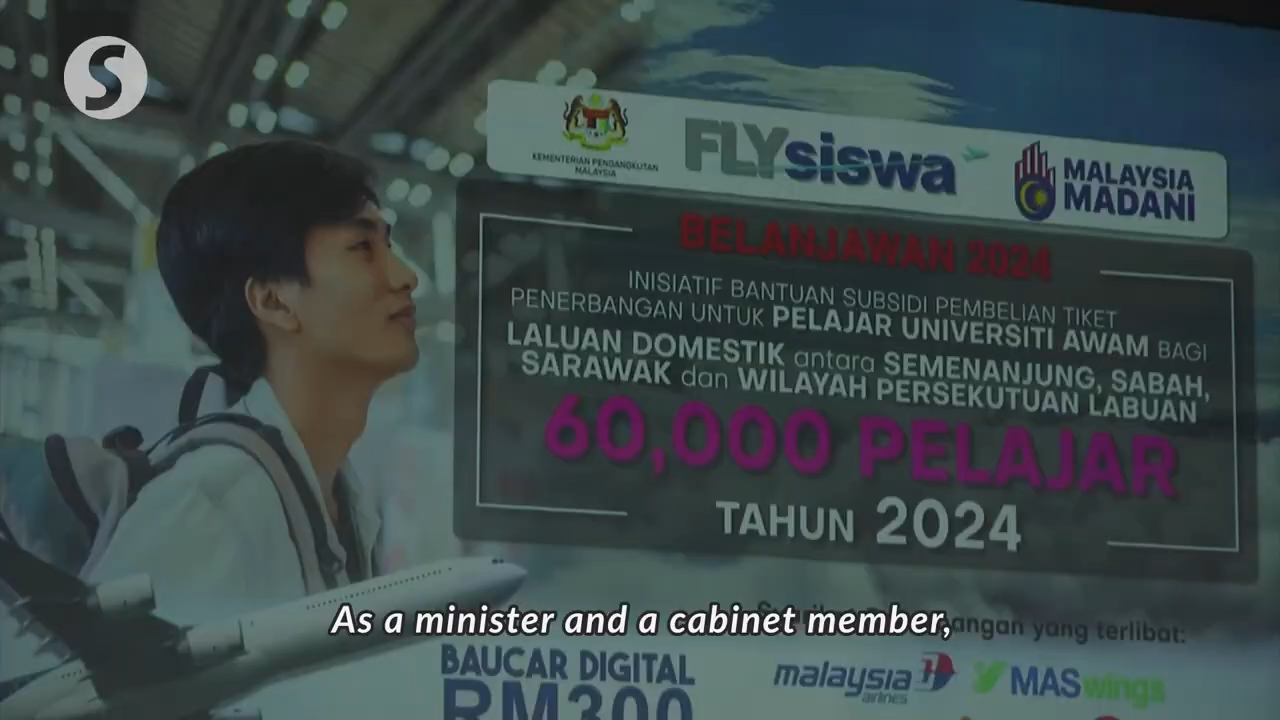 S
KEMENTERIAN PENGANGKUTAN
MALAYSIA
FLYsiswa
MALAYSIA
MADANI
BELANJAWAN 2024
INISIATIF BANTUAN SUBSIDI PEMBELIAN TIKET
PENERBANGAN UNTUK PELAJAR UNIVERSITI AWAM BAGI
LALUAN DOMESTIK antara SEMENANJUNG, SABAH,
SARAWAK dan WILAYAH PERSEKUTUAN LABUAN
60,000 PELAJAR
TAHUN 2024
As a minister and a cabinet member,
yang terlibat:
BAUCAR DIGITAL
RM300
malaysia
airlines
MASwings